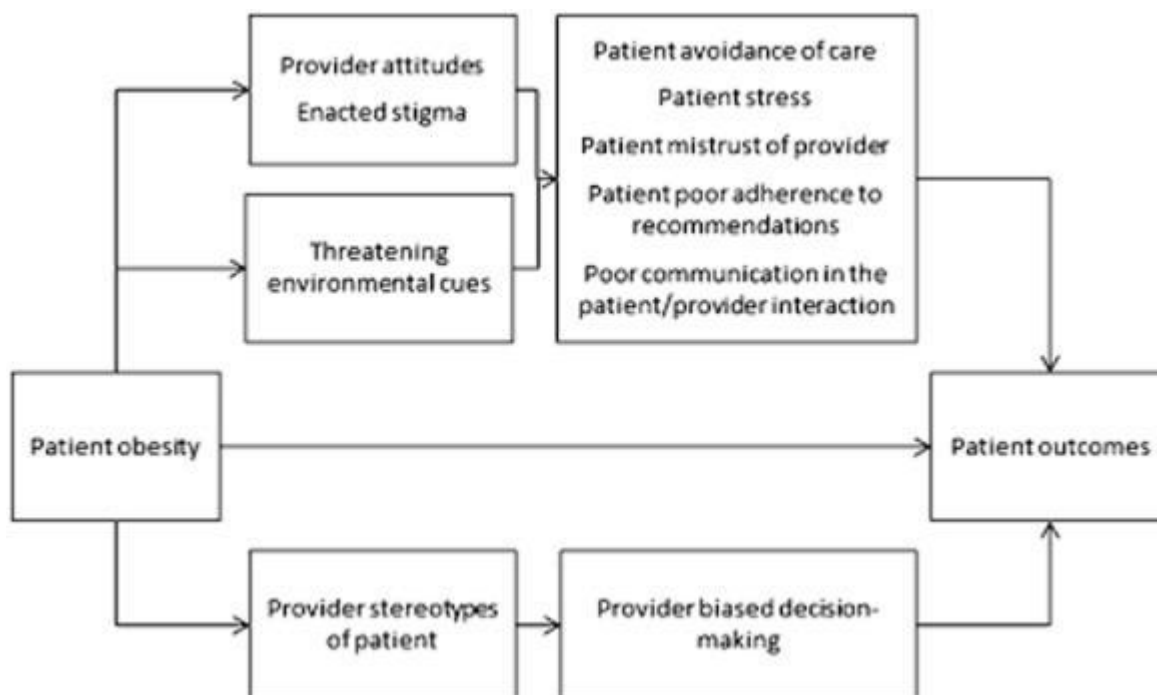 Provider attitudes
Enacted stigma
Patient avoidance of care
Patient stress
Patient mistrust of provider
Patient poor adherence to
recommendations
Poor communication in the
patient/provider interaction
Threatening
environmental cues
Patient obesity
Patient outcomes
Provider stereotypes
of patient
Provider biased decision-
making